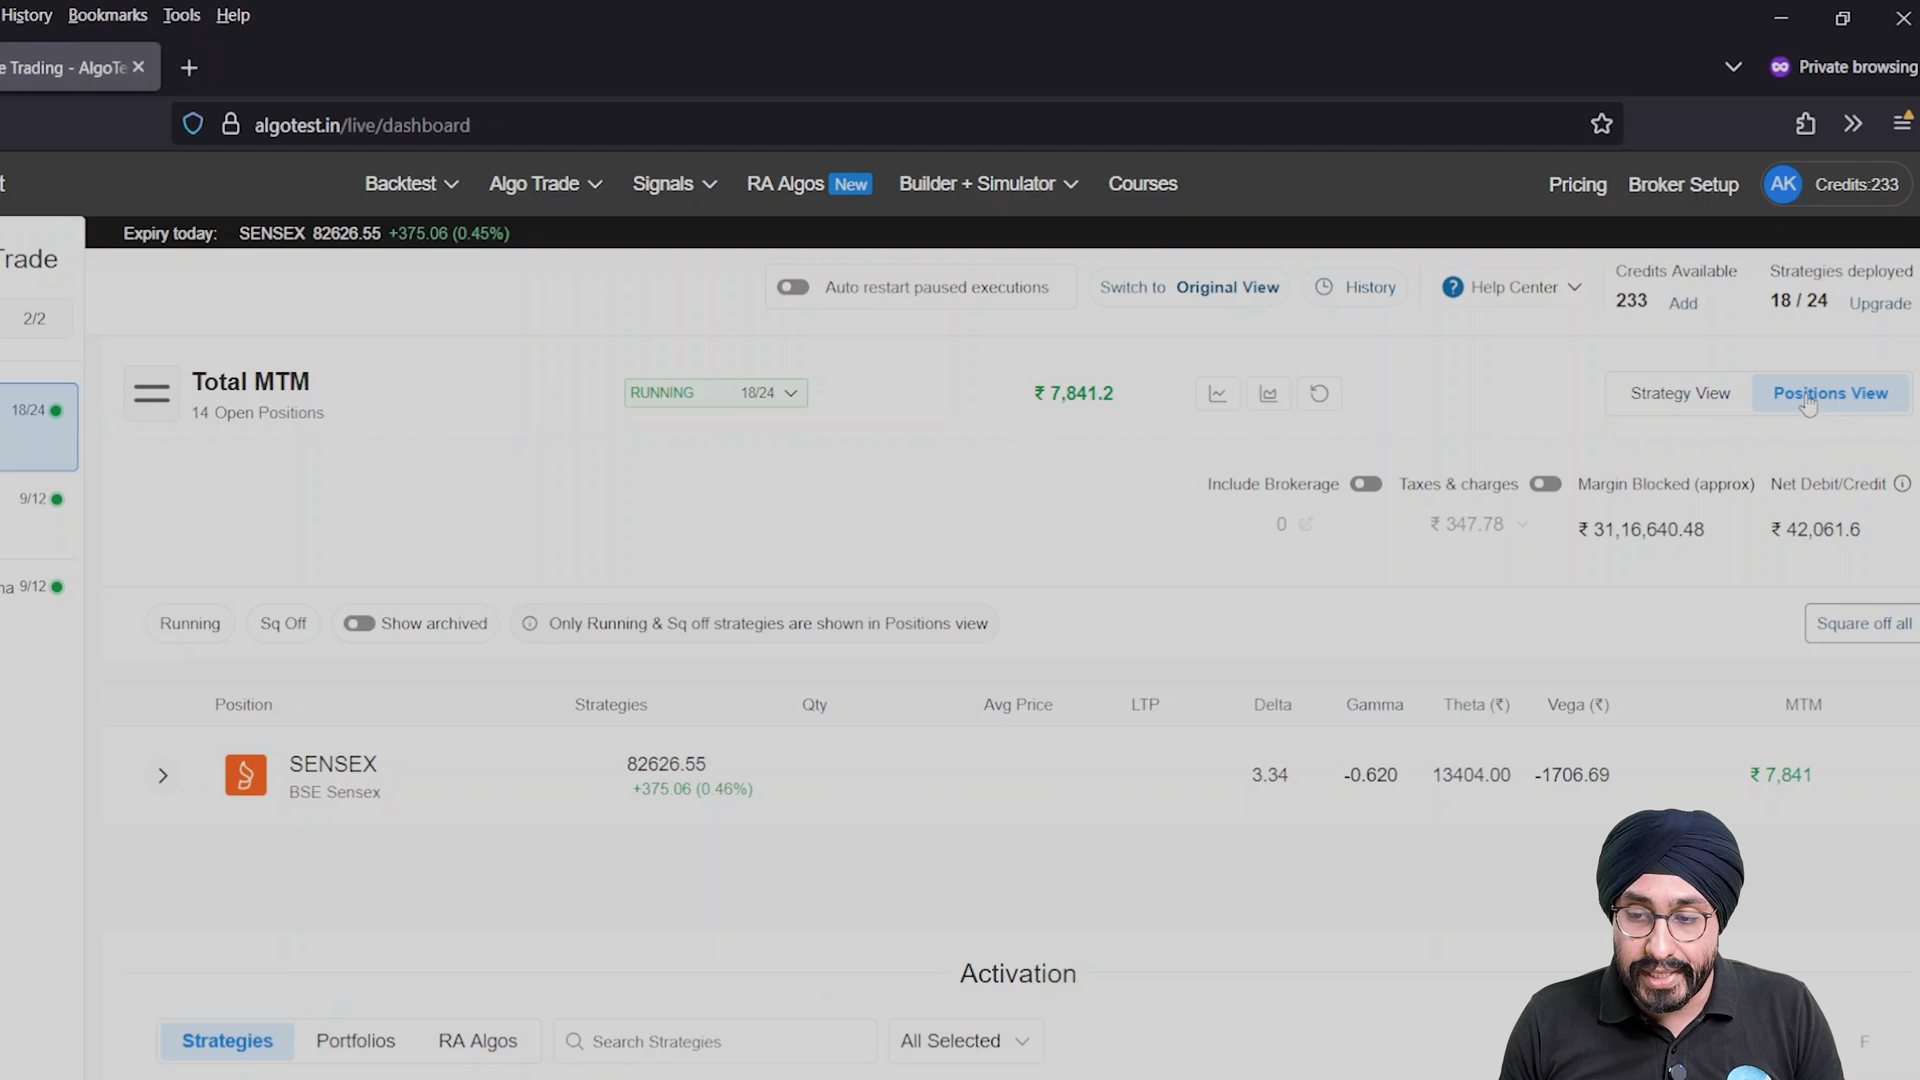 History Bookmarks Tools Help
e Trading - AlgoTe
Private browsing
algotest.in/live/dashboard
t
Backtest Algo Trade Signals RA Algos New Builder + Simulator Courses
Pricing Broker Setup AK Credits:233
Expiry today: SENSEX 82626.55 +375.06 (0.45%)
Trade
2/2
18/24
9/12
na 9/12
Auto restart paused executions
Switch to Original View
History
Help Center
Credits Available
233 Add
Strategies deployed
18 / 24 Upgrade
Total MTM
14 Open Positions
RUNNING 18/24
₹ 7,841.2
Strategy View Positions View
Include Brokerage Taxes & charges Margin Blocked (approx) Net Debit/Credit
0 ₹ 347.78 ₹ 31,16,640.48 ₹ 42,061.6
Running Sq Off Show archived Only Running & Sq off strategies are shown in Positions view Square off all
Position Strategies Qty Avg Price LTP Delta Gamma Theta (₹) Vega (₹) MTM
SENSEX
BSE Sensex
82626.55
+375.06 (0.46%)
3.34 -0.620 13404.00 -1706.69 ₹ 7,841
Activation
Strategies Portfolios RA Algos Search Strategies All Selected F